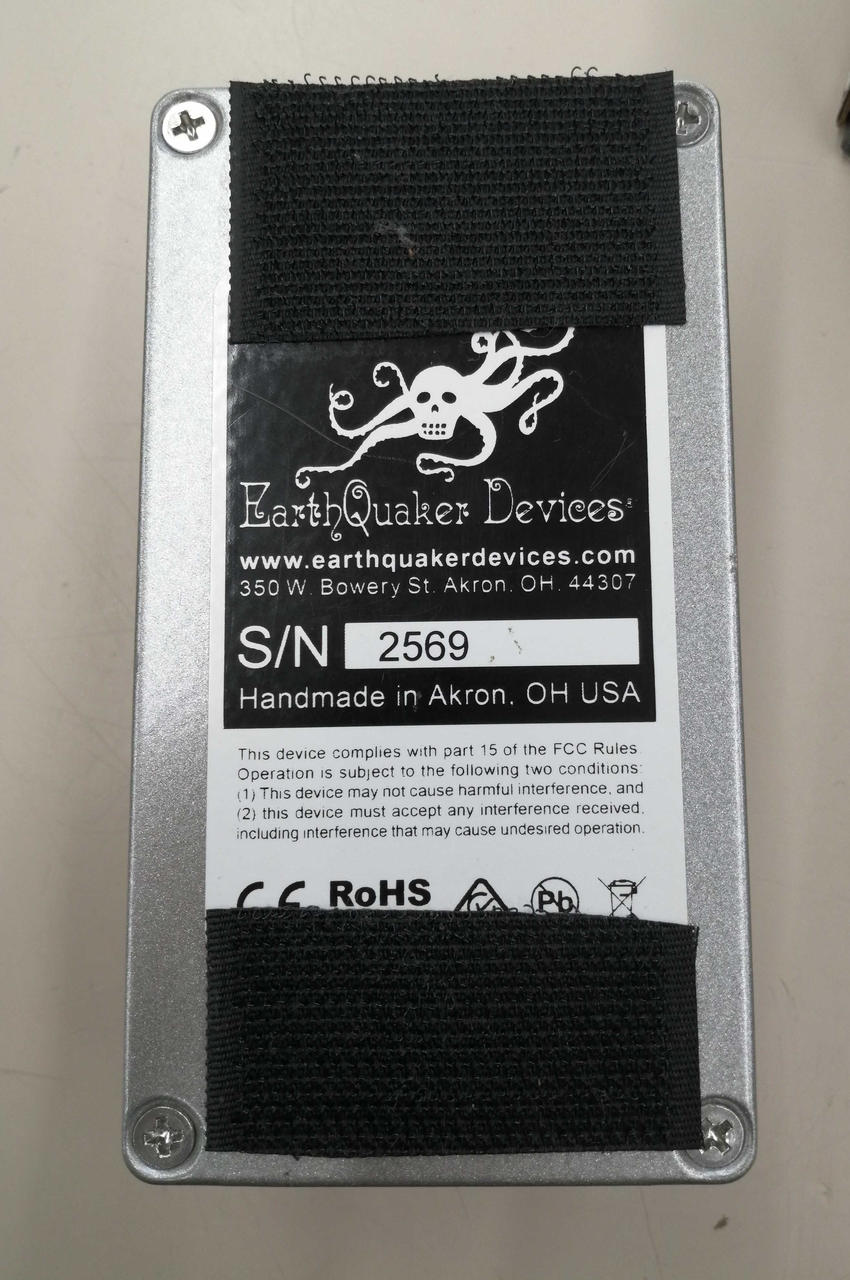 EarthQuaker Devices
www.earthquakerdevices.com
350 W. Bowery St. Akron, OH. 44307
S/N 2569
Handmade in Akron, OH USA
This device complies with part 15 of the FCC Rules
Operation is subject to the following two conditions:
(1) This device may not cause harmful interference, and
(2) this device must accept any interference received,
including interference that may cause undesired operation.
CE RoHS Pb